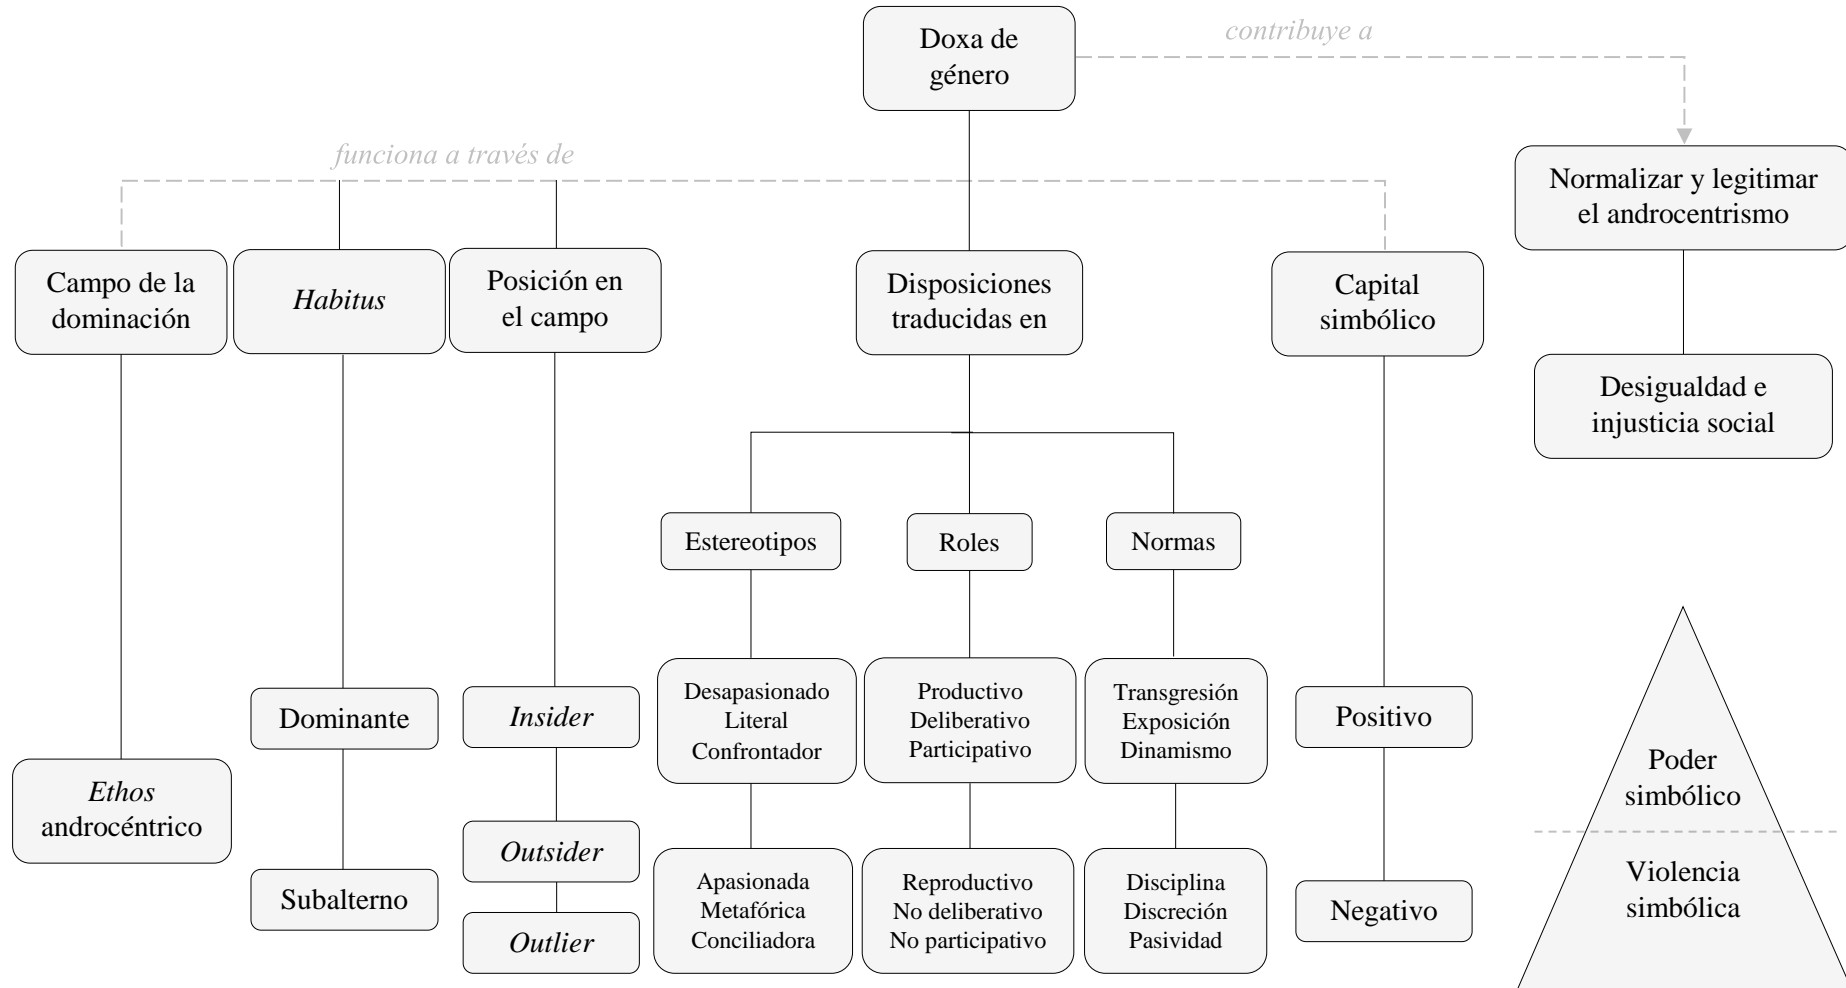 Doxa de
género
contribuye a
funciona a través de
Normalizar y legitimar
el androcentrismo
Campo de la
dominación
Habitus
Posición en
el campo
Disposiciones
traducidas en
Capital
simbólico
Desigualdad e
injusticia social
Estereotipos
Roles
Normas
Dominante
Insider
Desapasionado
Literal
Confrontador
Productivo
Deliberativo
Participativo
Transgresión
Exposición
Dinamismo
Positivo
Ethos
androcéntrico
Subalterno
Outsider
Outlier
Apasionada
Metafórica
Conciliadora
Reproductivo
No deliberativo
No participativo
Disciplina
Discreción
Pasividad
Negativo
Poder
simbólico
Violencia
simbólica